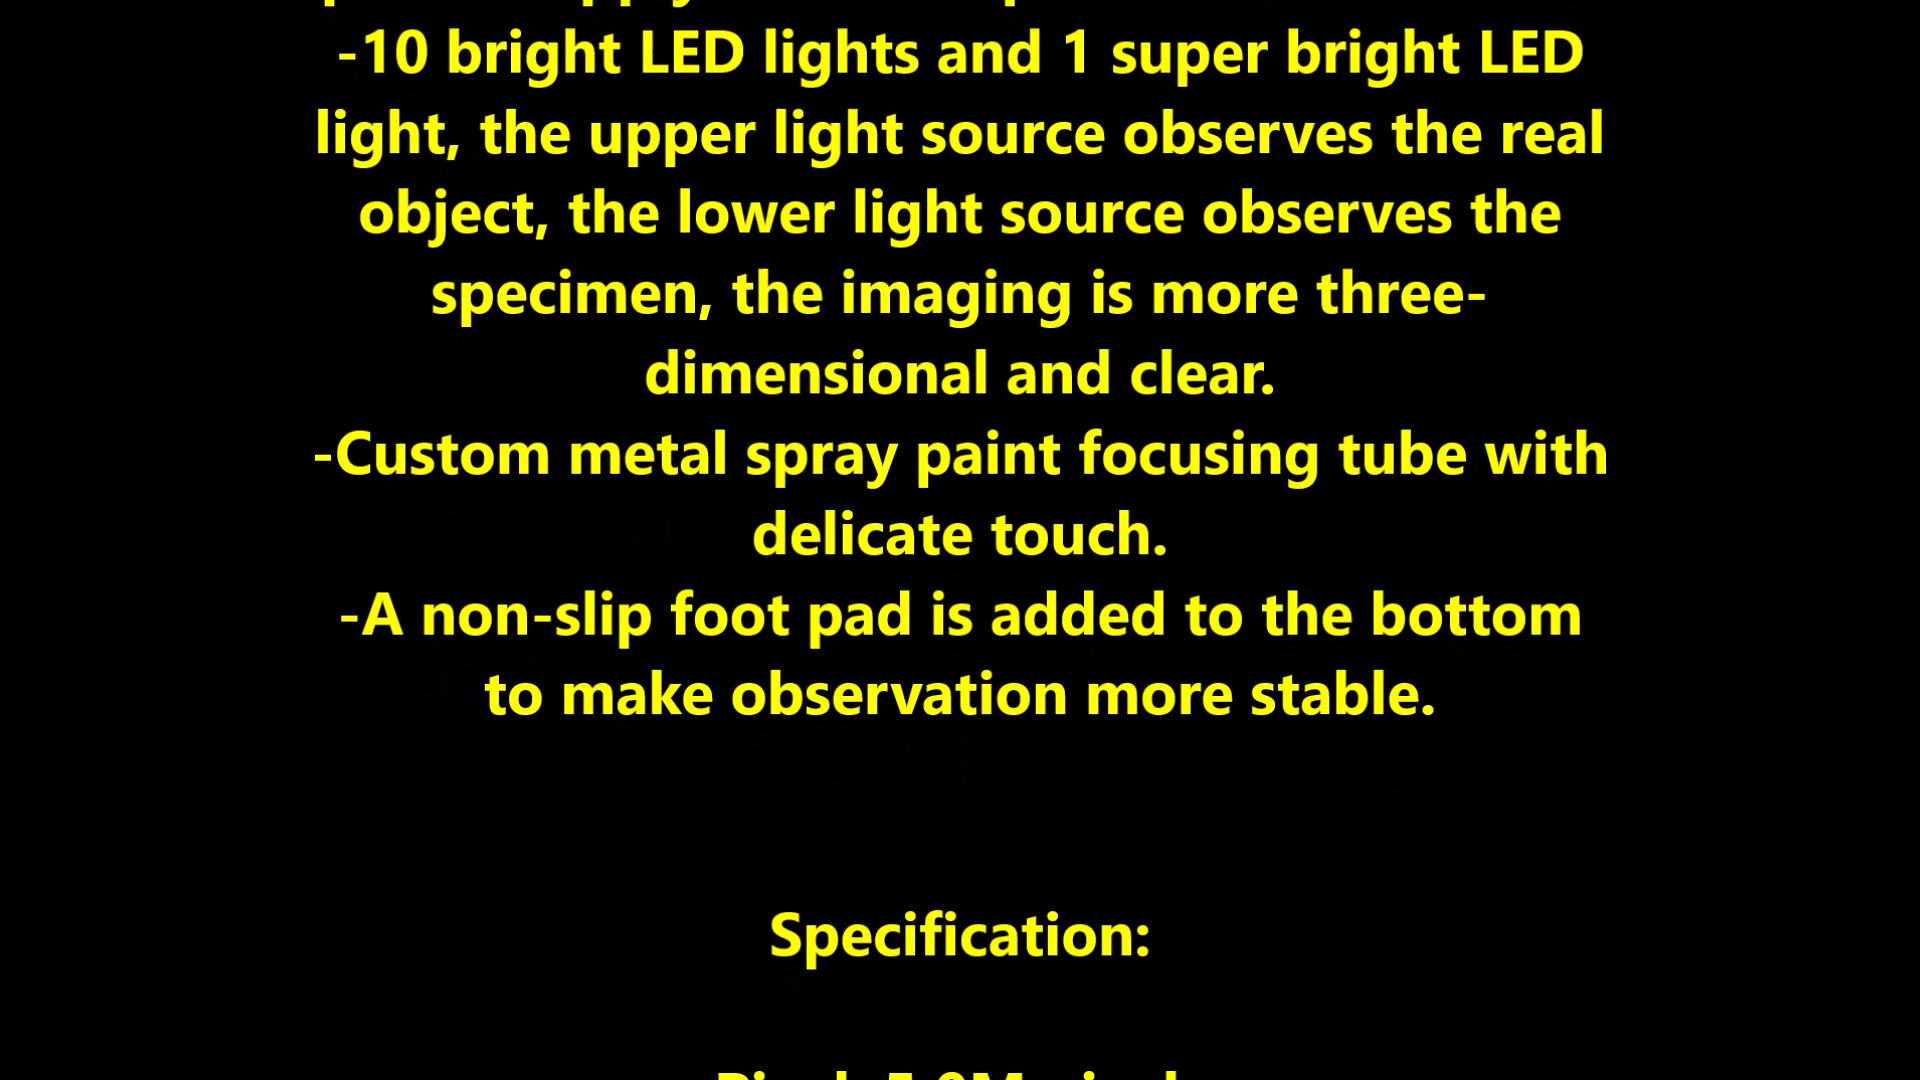 -10 bright LED lights and 1 super bright LED
light, the upper light source observes the real
object, the lower light source observes the
specimen, the imaging is more three-
dimensional and clear.
-Custom metal spray paint focusing tube with
delicate touch.
-A non-slip foot pad is added to the bottom
to make observation more stable.
Specification: